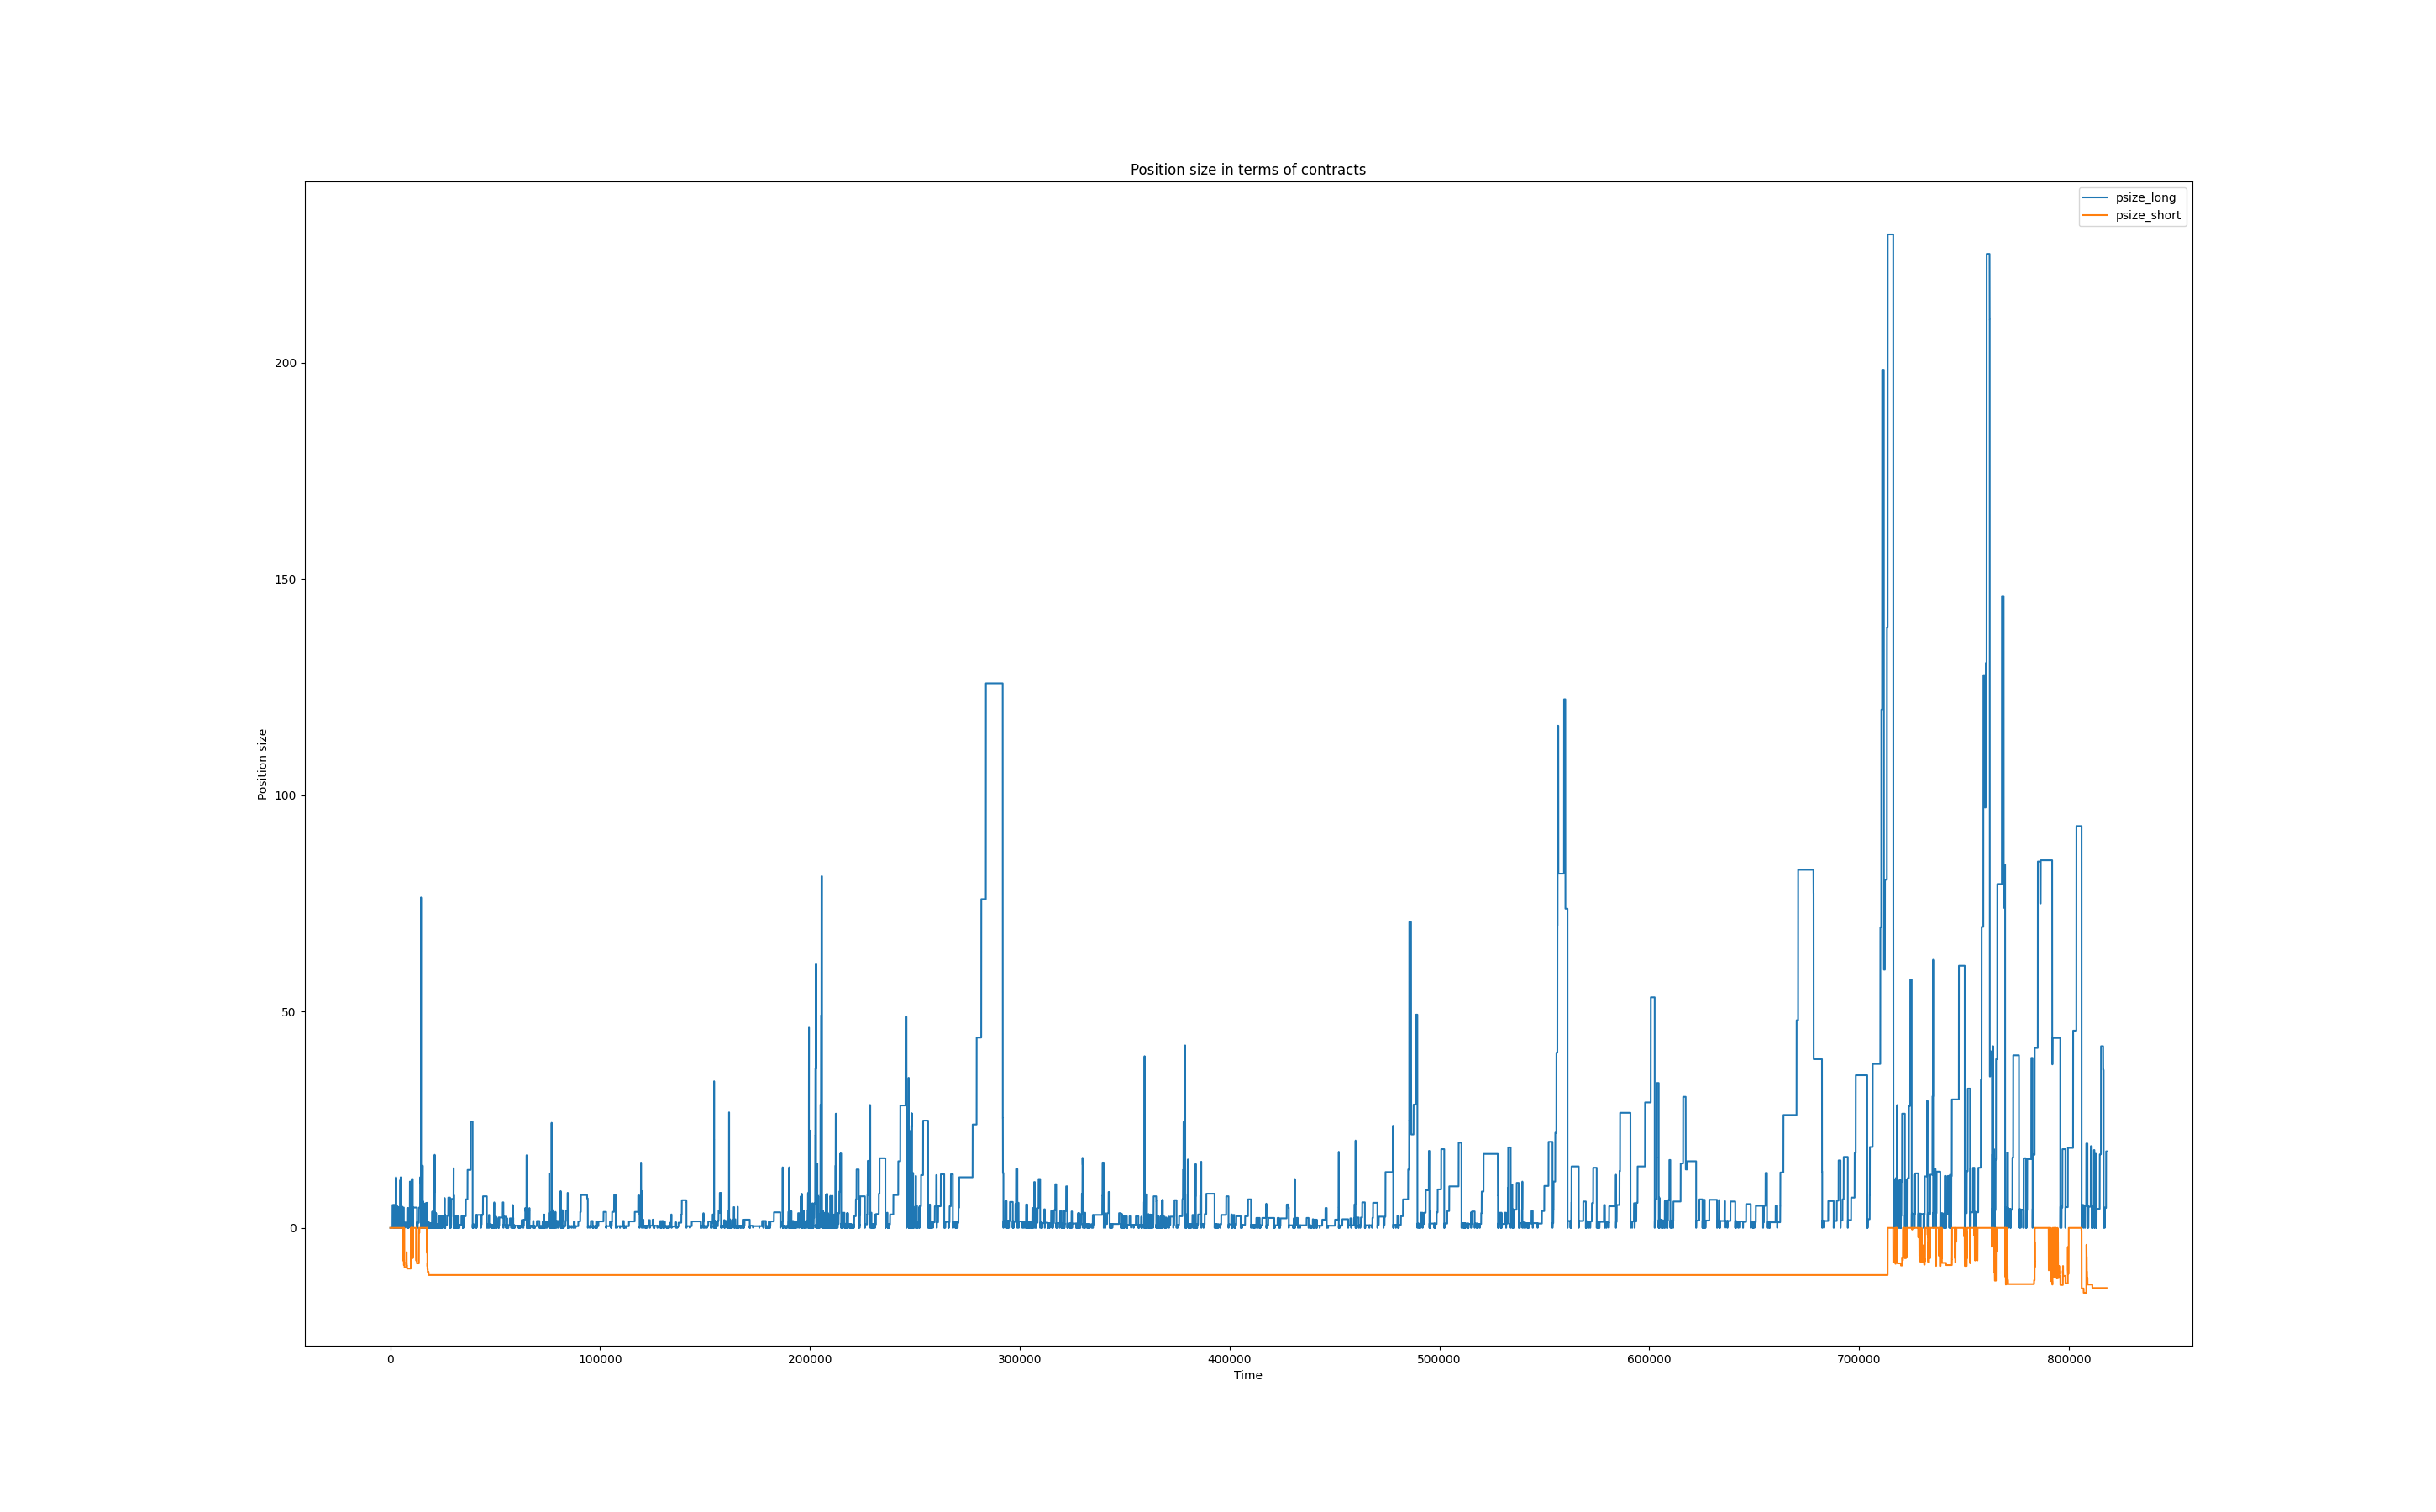 Position size in terms of contracts
psize_long
psize_short
Position size
200
150
100
50
0
0
100000
200000
300000
400000
500000
600000
700000
800000
Time